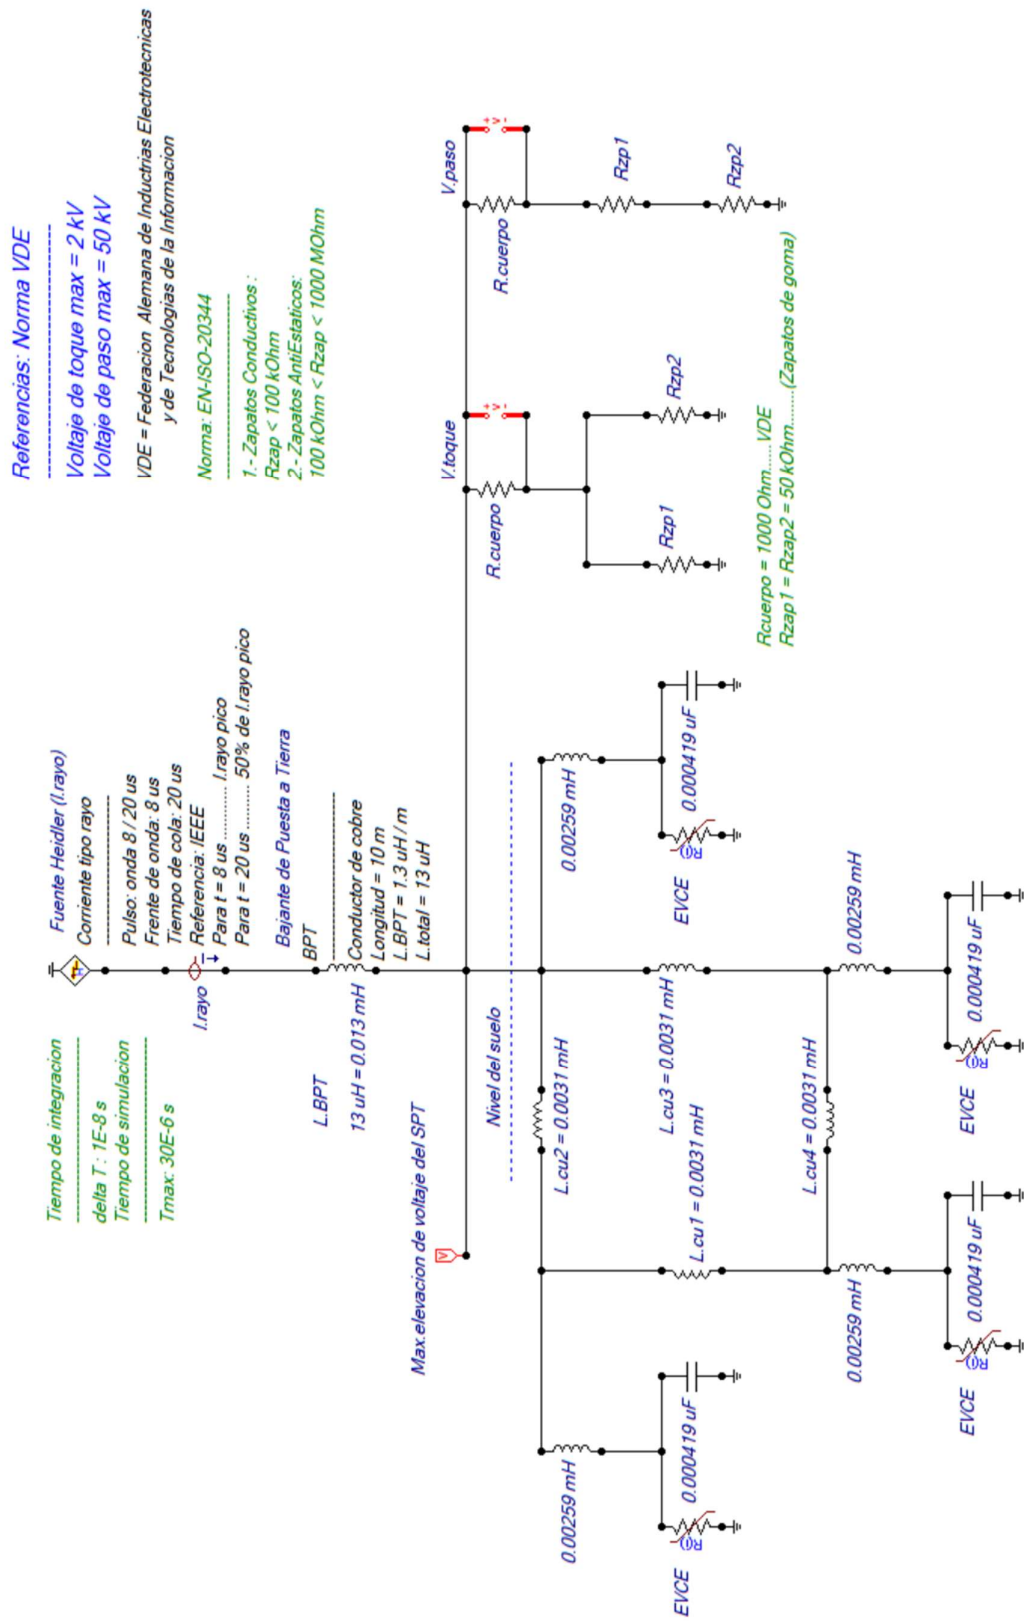 Referencias: Norma VDE
Voltaje de toque max = 2 kV
Voltaje de paso max = 50 kV
VDE = Federacion Alemana de Inductrias Electrotecnicas
y de Tecnologias de la Informacion
Norma: EN-ISO-20344
1.- Zapatos Conductivos :
Rzap < 100 kOhm
2.- Zapatos AntiEstaticos:
100 kOhm < Rzap < 1000 MOhm
Fuente Heidler (I.rayo)
Corriente tipo rayo
Pulso: onda 8 / 20 us
Frente de onda: 8 us
Tiempo de cola: 20 us
Referencia: IEEE
Para t = 8 us ........ I.rayo pico
Para t = 20 us ........ 50% de I.rayo pico
I.rayo
Tiempo de integracion
delta T : 1E-8 s
Tiempo de simulacion
Tmax: 30E-6 s
Bajante de Puesta a Tierra
BPT
Conductor de cobre
Longitud = 10 m
L.BPT = 1.3 uH / m
L.total = 13 uH
L.BPT
13 uH = 0.013 mH
Max.elevacion de voltaje del SPT
V
Nivel del suelo
V.toque
V
R.cuerpo
Rzp1
Rzp2
V.paso
V
R.cuerpo
Rzp1
Rzp2
Rcuerpo = 1000 Ohm.....VDE
Rzap1 = Rzap2 = 50 kOhm.......(Zapatos de goma)
L.cu2 = 0.0031 mH
L.cu1 = 0.0031 mH
L.cu3 = 0.0031 mH
L.cu4 = 0.0031 mH
0.00259 mH
EVCE
R(i)
0.000419 uF
0.00259 mH
EVCE
R(i)
0.000419 uF
0.00259 mH
EVCE
R(i)
0.000419 uF
0.00259 mH
EVCE
R(i)
0.000419 uF